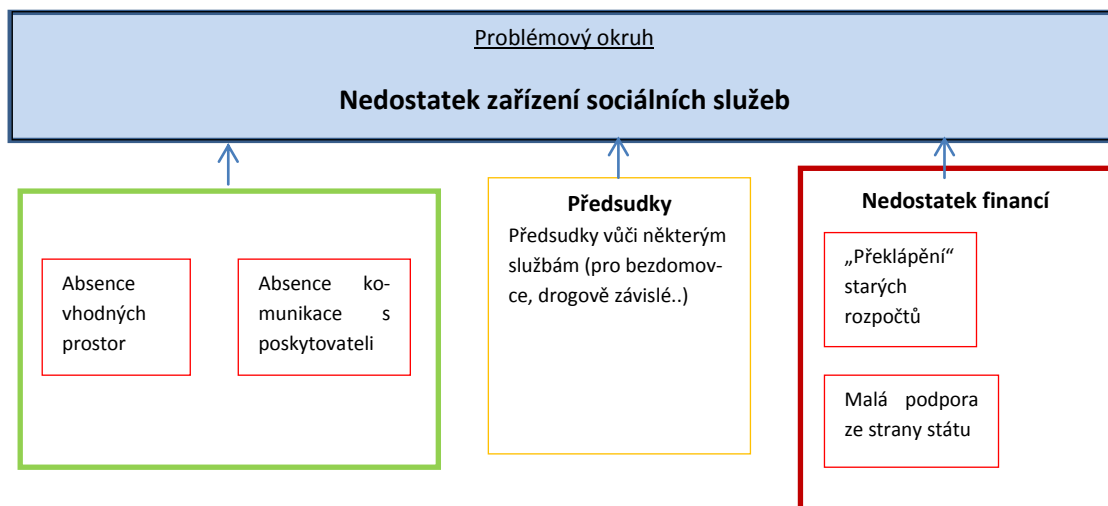 Problémový okruh
Nedostatek zařízení sociálních služeb
Absence
vhodných
prostor
Absence ko-
munikace s
poskytovateli
Předsudky
Předsudky vůči některým
službám (pro bezdomov-
ce, drogově závislé..)
Nedostatek financí
„Překlápění“
starých
rozpočtů
Malá podpora
ze strany státu